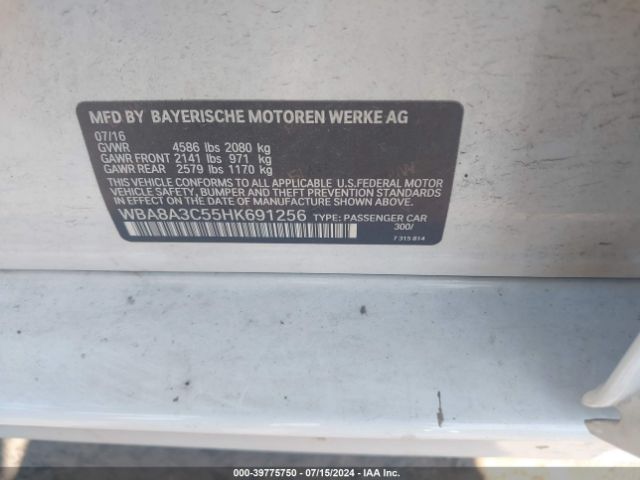 MFD BY BAYERISCHE MOTOREN WERKE AG
07/16
GVWR 4586 lbs 2080 kg
GAWR FRONT 2141 lbs 971 kg
GAWR REAR 2579 lbs 1170 kg
THIS VEHICLE CONFORMS TO ALL APPLICABLE U.S.FEDERAL MOTOR
VEHICLE SAFETY, BUMPER AND THEFT PREVENTION STANDARDS
IN EFFECT ON THE DATE OF MANUFACTURE SHOWN ABOVE.
WBA8A3C55HK691256 TYPE: PASSENGER CAR
300/
7 315 814
000-39775750 - 07/15/2024 - IAA Inc.